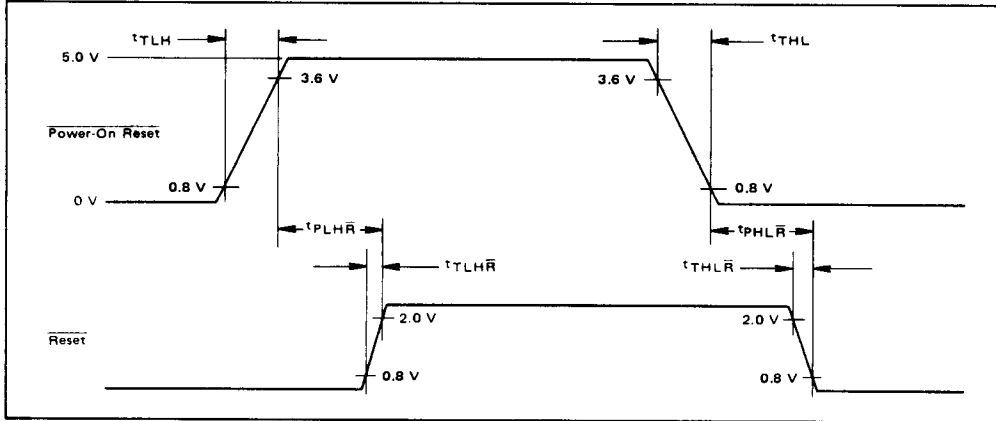 tTLH
tTHL
5.0 V
3.6 V
3.6 V
Power-On Reset
0.8 V
0.8 V
0 V
tPLHR̅
tPHLR̅
tTLHR̅
tTHLR̅
2.0 V
2.0 V
Reset
0.8 V
0.8 V